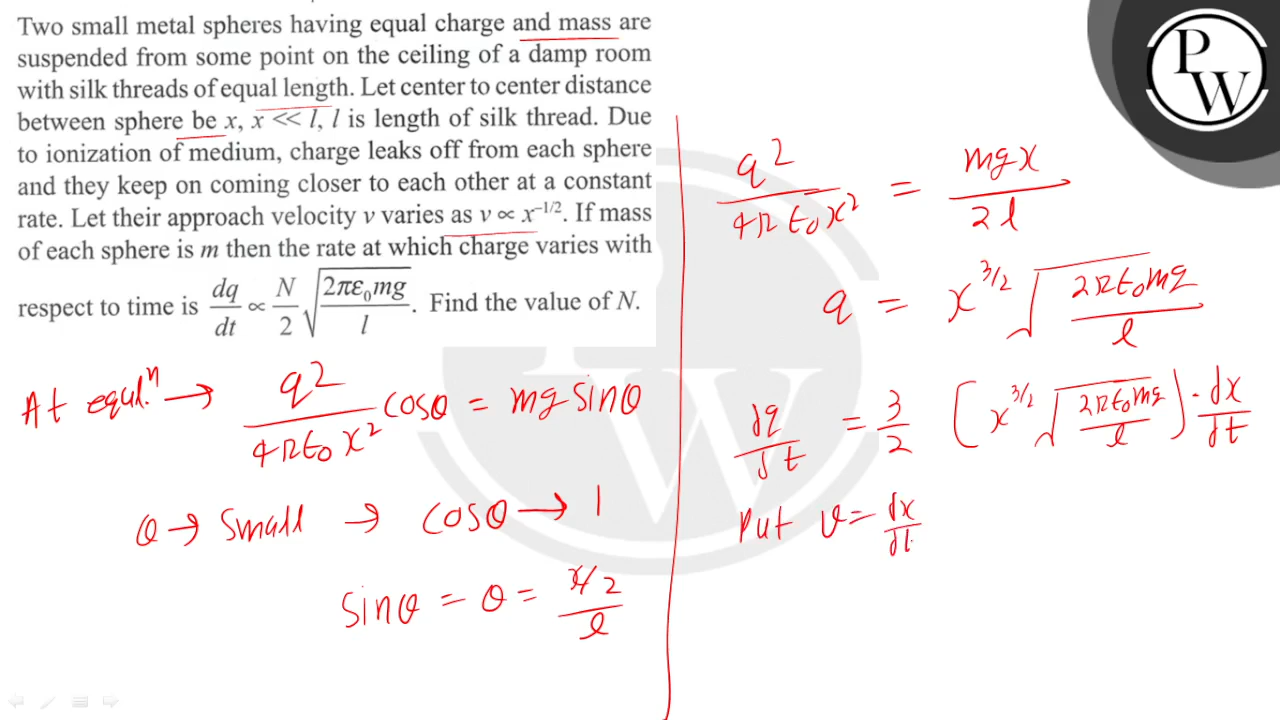 Two small metal spheres having equal charge and mass are
suspended from some point on the ceiling of a damp room
with silk threads of equal length. Let center to center distance
between sphere be x, x << l, l is length of silk thread. Due
to ionization of medium, charge leaks off from each sphere
and they keep on coming closer to each other at a constant
rate. Let their approach velocity v varies as v ∝ x^{-1/2}. If mass
of each sphere is m then the rate at which charge varies with
respect to time is dq/dt ∝ N/2 √(2πε₀mg/l). Find the value of N.
At equl.ⁿ → q²/(4πε₀x²) cosθ = mg sinθ
θ → small → cosθ → 1
sinθ = θ = (x/2)/l
PW
q²/(4πε₀x²) = mgx/2l
q = x^{3/2} √(2πε₀mg/l)
dq/dt = 3/2 [x^{3/2} √(2πε₀mg/l)] · dx/dt
Put v = dx/dt